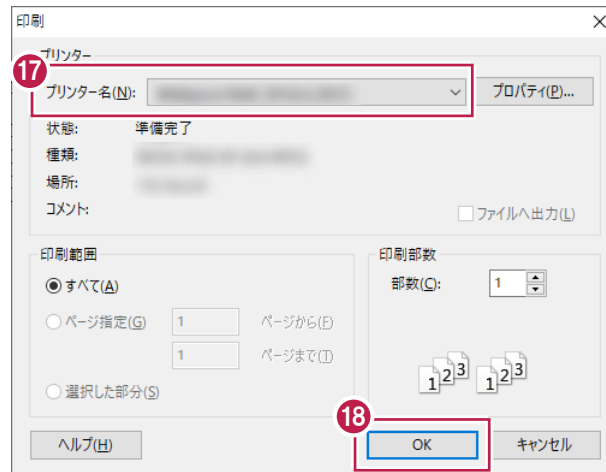 印刷
プリンター
17
プリンター名(N):
プロパティ(P)...
状態: 準備完了
種類:
場所:
コメント:
ファイルへ出力(L)
印刷範囲
すべて(A)
ページ指定(G) 1 ページから(F)
1 ページまで(T)
選択した部分(S)
印刷部数
部数(C): 1
1 2 3 1 2 3
18
ヘルプ(H) OK キャンセル